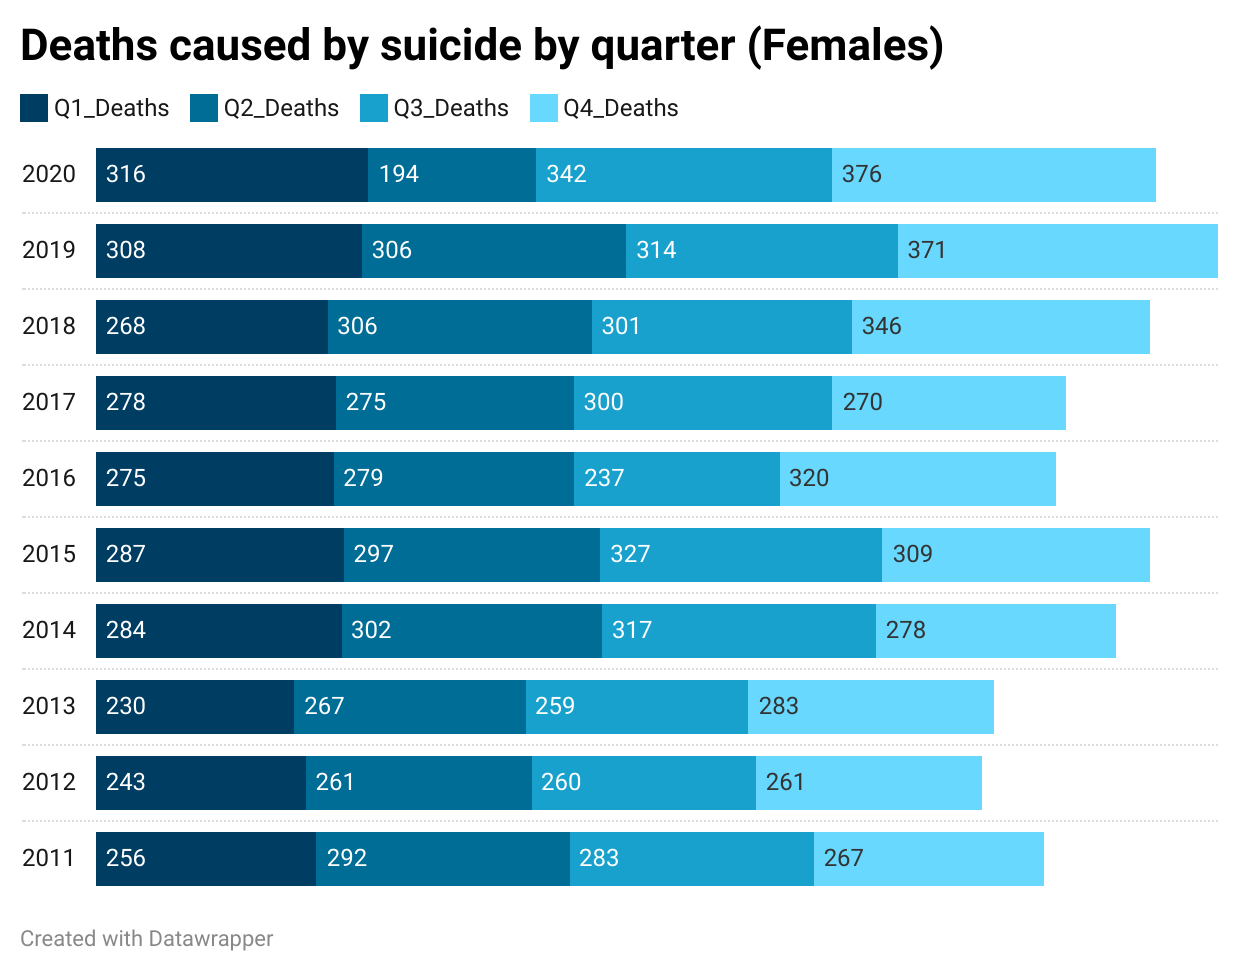 Deaths caused by suicide by quarter (Females)
Q1_Deaths Q2_Deaths Q3_Deaths Q4_Deaths
2020 316 194 342 376
2019 308 306 314 371
2018 268 306 301 346
2017 278 275 300 270
2016 275 279 237 320
2015 287 297 327 309
2014 284 302 317 278
2013 230 267 259 283
2012 243 261 260 261
2011 256 292 283 267
Created with Datawrapper